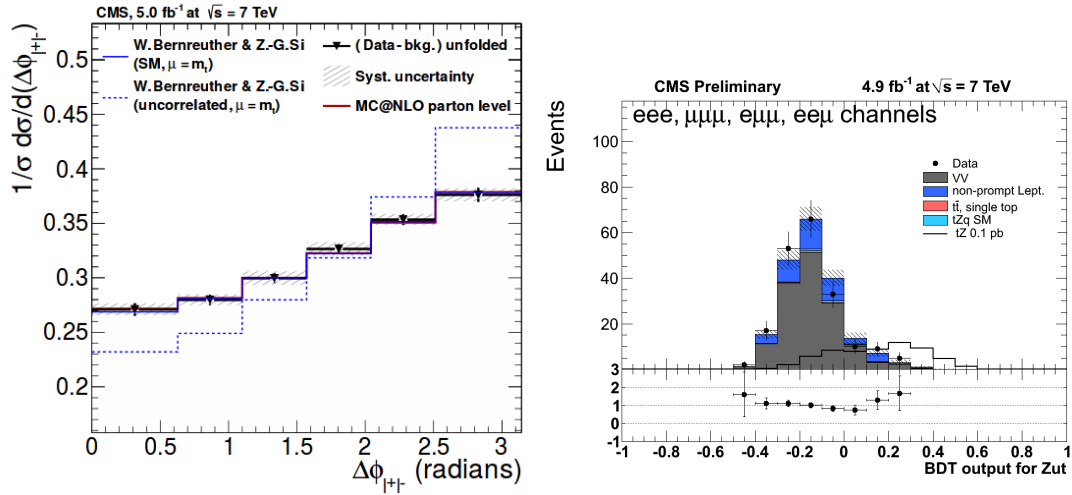 CMS, 5.0 fb⁻¹ at √s = 7 TeV
1/σ dσ/d(Δϕ|+|-)
W.Bernreuther & Z.-G.Si
(SM, μ = mt)
W.Bernreuther & Z.-G.Si
(uncorrelated, μ = mt)
(Data - bkg.) unfolded
Syst. uncertainty
MC@NLO parton level
0.5
0.45
0.4
0.35
0.3
0.25
0.2
0 0.5 1 1.5 2 2.5 3
Δϕ|+|- (radians)
CMS Preliminary 4.9 fb⁻¹ at √s = 7 TeV
eee, μμμ, eμμ, eeμ channels
Events
Data
VV
non-prompt Lept.
tt̄, single top
tZq SM
tZ 0.1 pb
100
80
60
40
20
3
2
1
0
-1
-1 -0.8 -0.6 -0.4 -0.2 0 0.2 0.4 0.6 0.8 1
BDT output for Zut